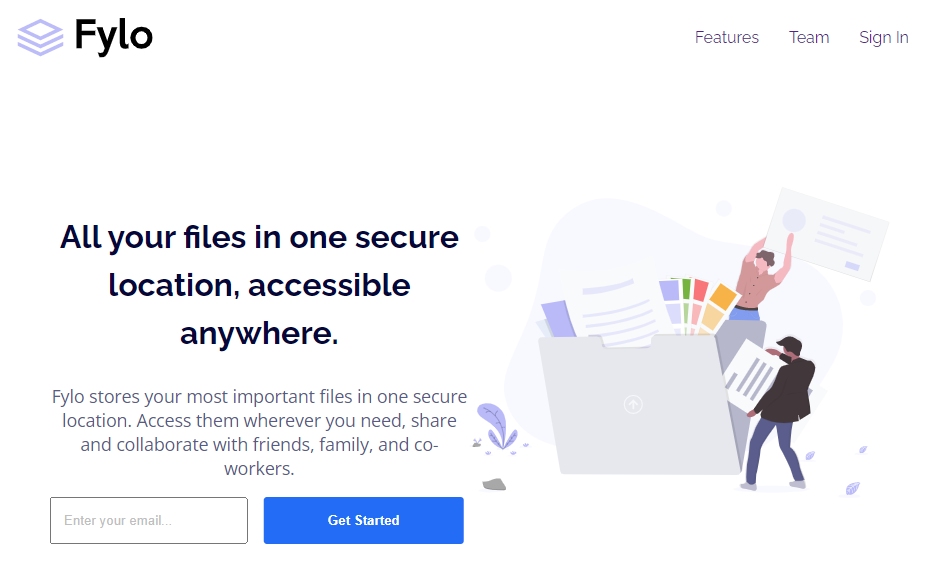 Fylo
Features Team Sign In
All your files in one secure
location, accessible
anywhere.
Fylo stores your most important files in one secure
location. Access them wherever you need, share
and collaborate with friends, family, and co-
workers.
Enter your email...
Get Started